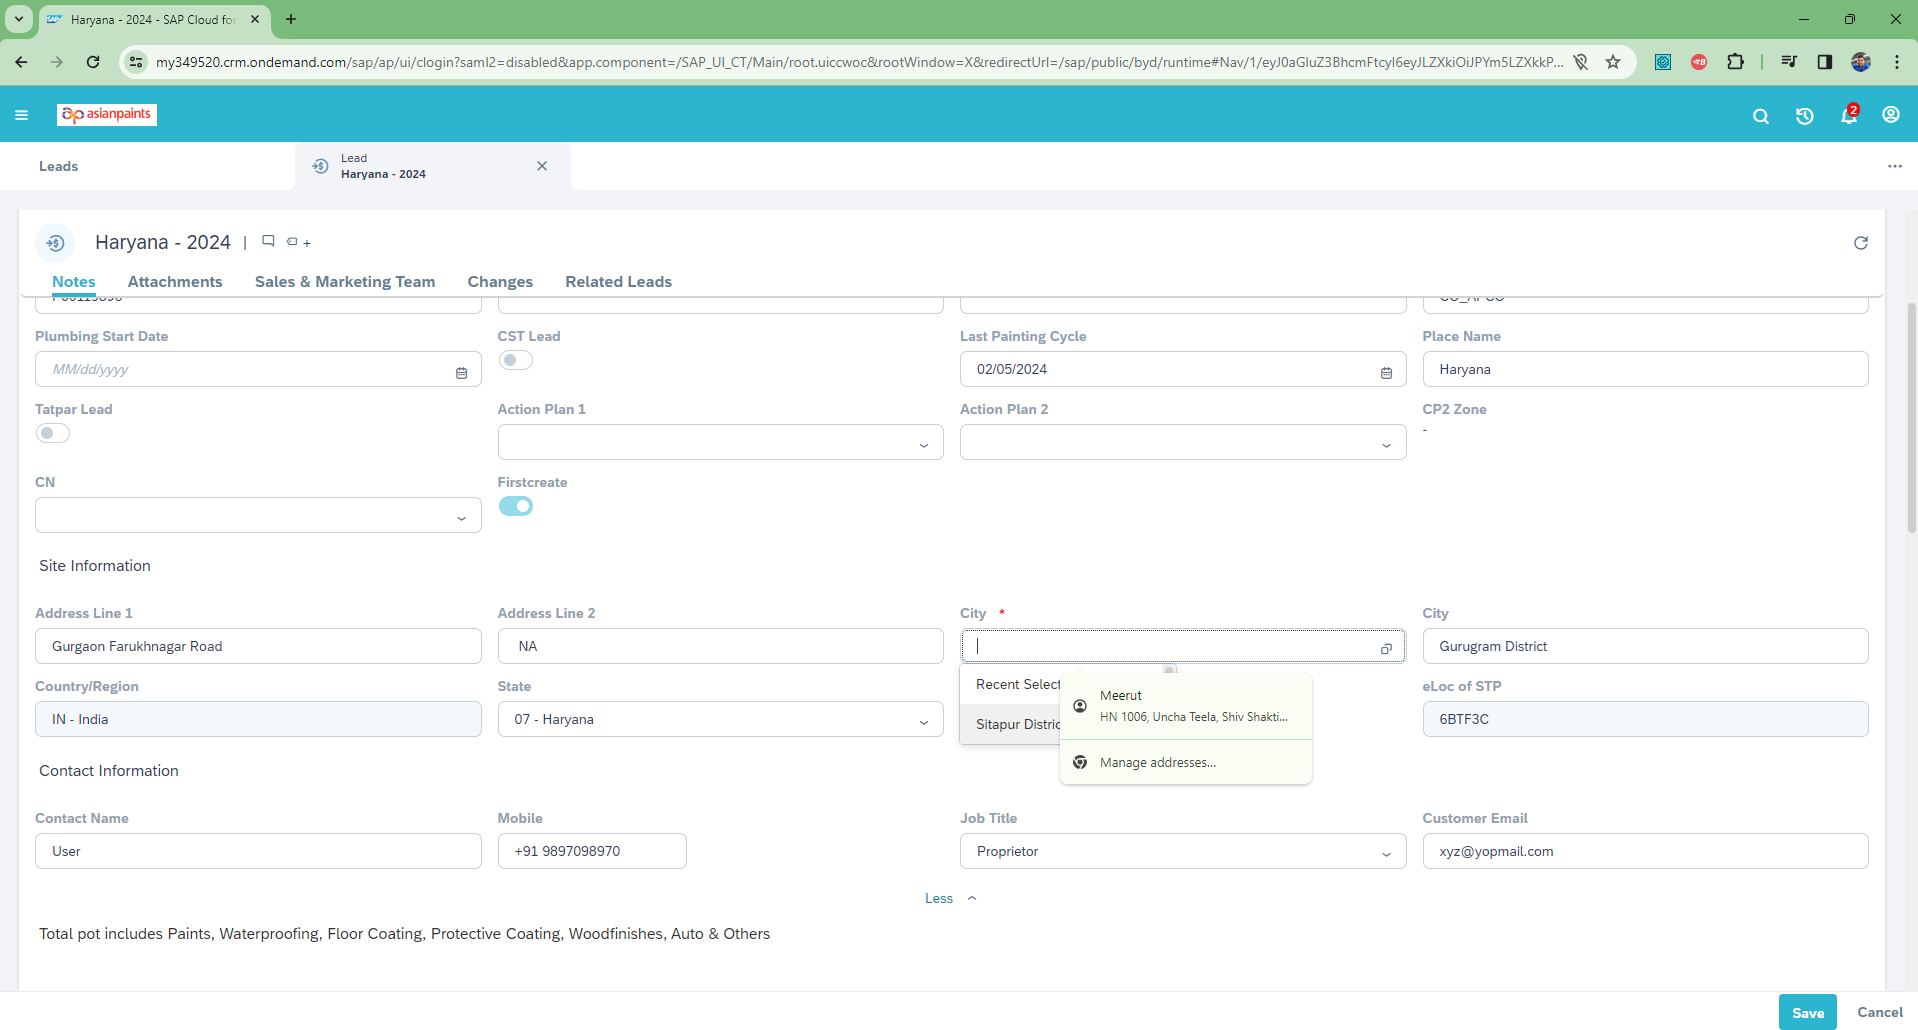 Haryana - 2024 - SAP Cloud for
my349520.crm.ondemand.com/sap/ap/ui/clogin?saml2=disabled&app.component=/SAP_UI_CT/Main/root.uiccwoc&rootWindow=X&redirectUrl=/sap/public/byd/runtime#Nav/1/eyJ0aGluZ3BhcmFtcyI6eyJLZXkiOiJPYm5LZXkkP...
asianpaints
2
Leads
Lead
Haryana - 2024
Haryana - 2024
Notes Attachments Sales & Marketing Team Changes Related Leads
Plumbing Start Date CST Lead Last Painting Cycle Place Name
MM/dd/yyyy 02/05/2024 Haryana
Tatpar Lead Action Plan 1 Action Plan 2 CP2 Zone
-
CN Firstcreate
Site Information
Address Line 1 Address Line 2 City * City
Gurgaon Farukhnagar Road NA Gurugram District
Country/Region State Recent Select eLoc of STP
IN - India 07 - Haryana Sitapur Distric 6BTF3C
Meerut
HN 1006, Uncha Teela, Shiv Shakti...
Manage addresses...
Contact Information
Contact Name Mobile Job Title Customer Email
User +91 9897098970 Proprietor xyz@yopmail.com
Less
Total pot includes Paints, Waterproofing, Floor Coating, Protective Coating, Woodfinishes, Auto & Others
Save Cancel